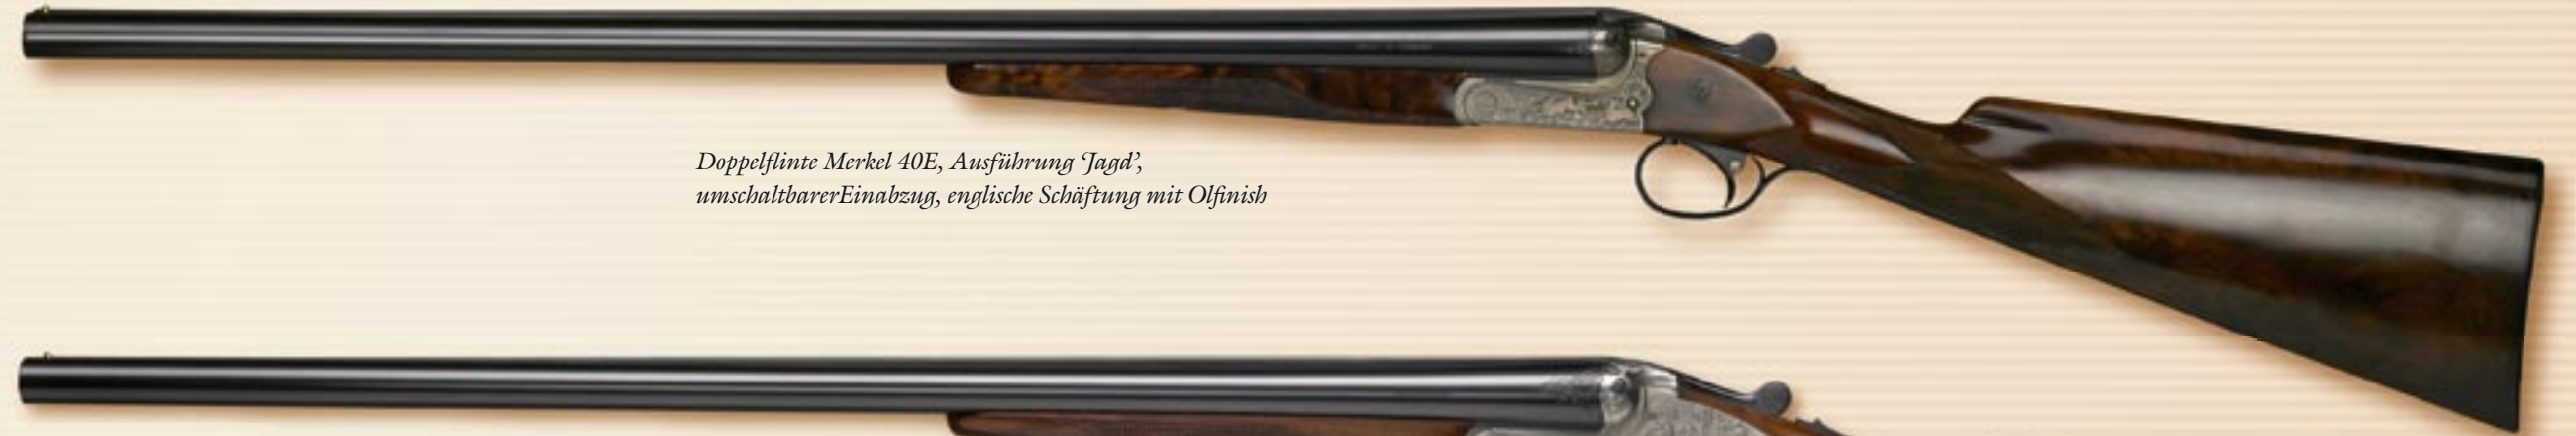 Doppelflinte Merkel 40E, Ausführung ‘Jagd’,
umschaltbarerEinabzug, englische Schäftung mit Olfinish